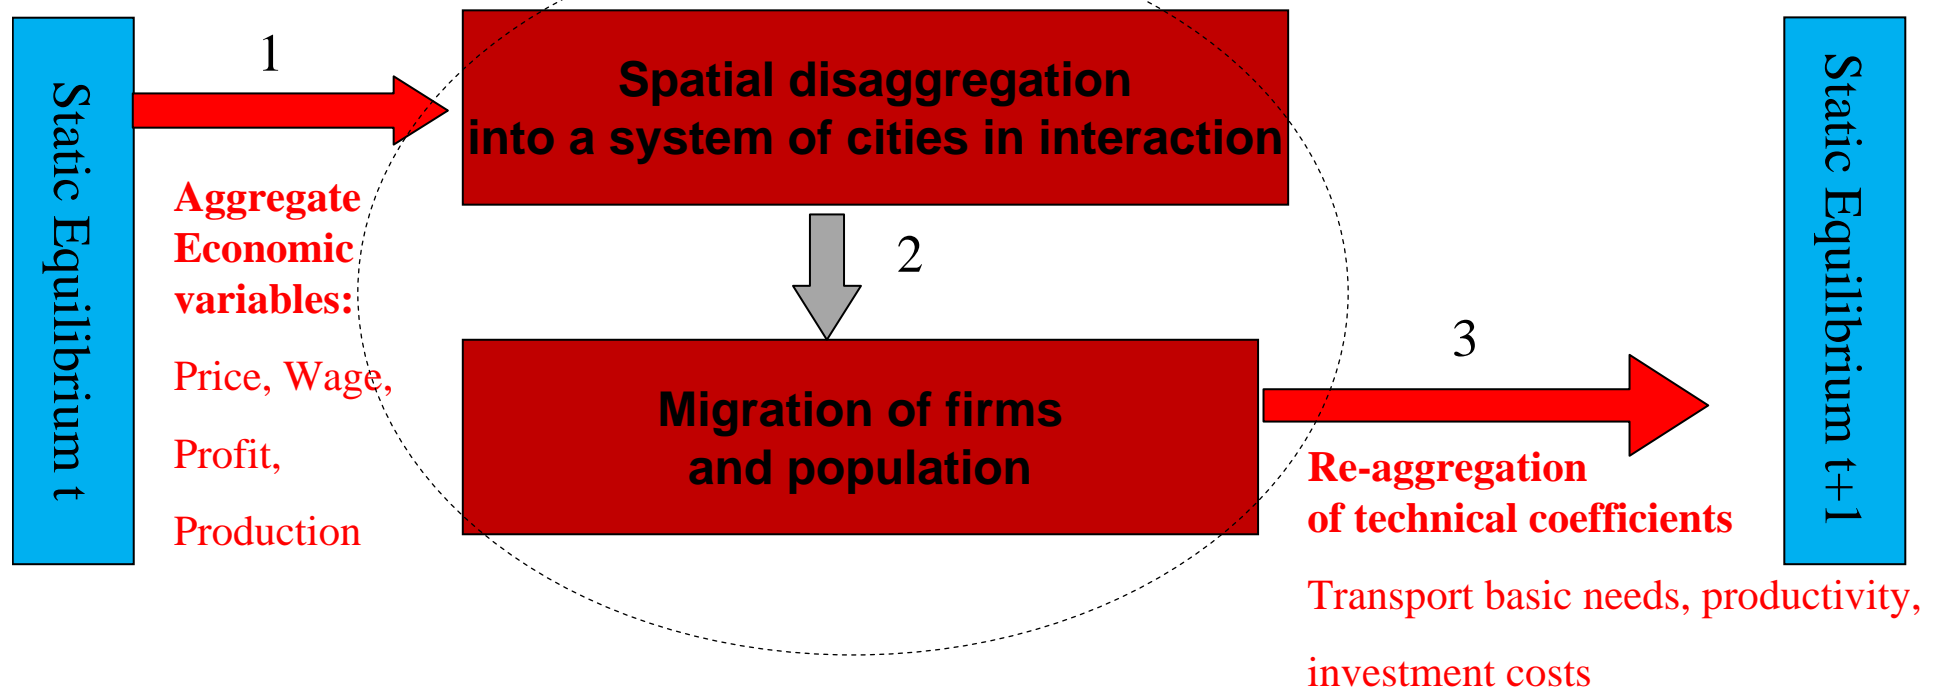 Static Equilibrium t
1
Aggregate
Economic
variables:
Price, Wage,
Profit,
Production
Spatial disaggregation
into a system of cities in interaction
2
Migration of firms
and population
3
Re-aggregation
of technical coefficients
Transport basic needs, productivity,
investment costs
Static Equilibrium t+1